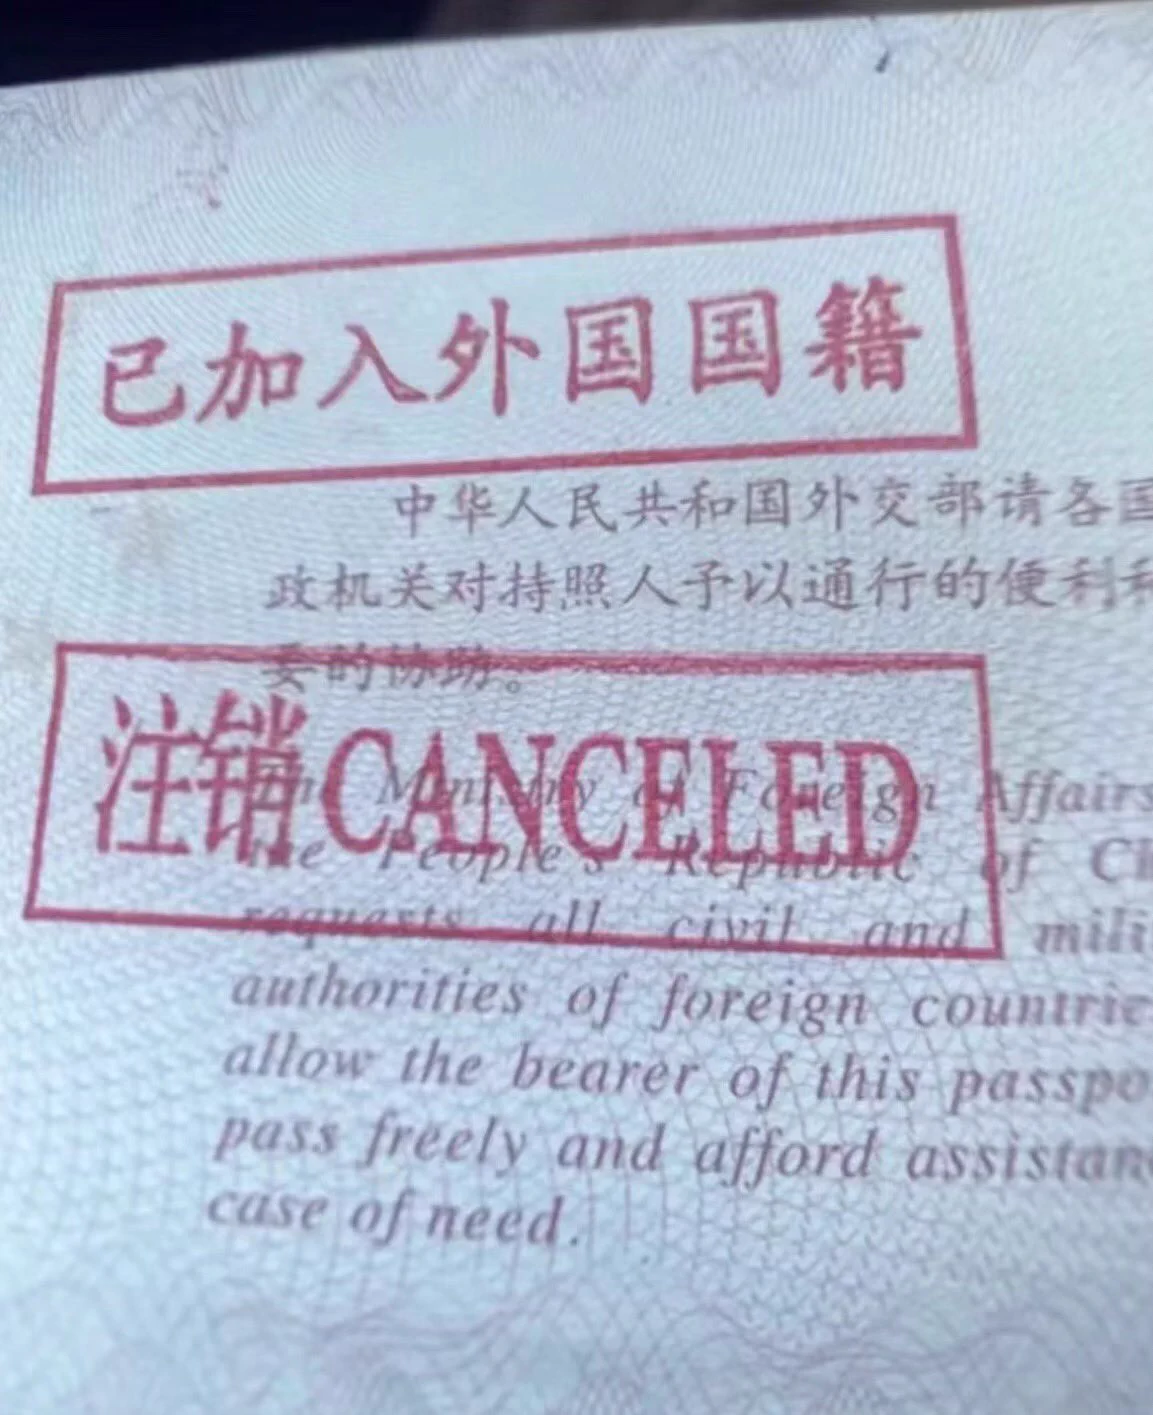 已加入外国国籍
中华人民共和国外交部请各国
政机关对持照人予以通行的便利和
要的协助。
注销CANCELED
The Ministry of Foreign Affairs
the People's Republic of
requests all civil and
authorities of foreign
allow the bearer of this
pass freely and afford
case of need.